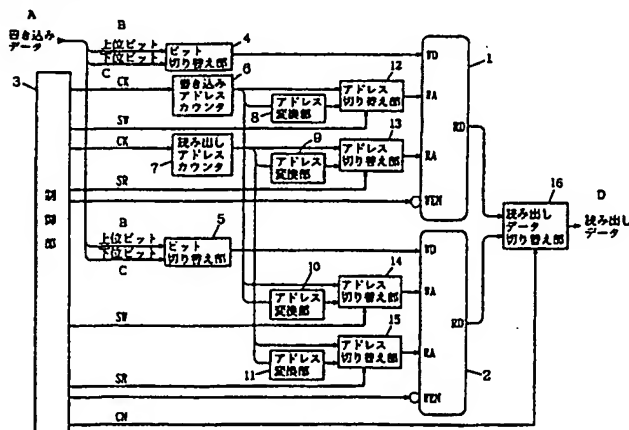 A
書き込み
データ
B
上位ビット
下位ビット
C
ビット
切り替え部
4
3
CK
書き込み
アドレス
カウンタ
6
12
アドレス
切り替え部
アドレス
変換部
8
SW
CK
読み出し
アドレス
カウンタ
7
9
アドレス
変換部
13
アドレス
切り替え部
SR
WD
WA
RA
RD
WEN
1
B
上位ビット
下位ビット
C
ビット
切り替え部
5
10
アドレス
変換部
14
アドレス
切り替え部
SW
15
アドレス
切り替え部
11
アドレス
変換部
SR
WD
WA
RA
RD
WEN
2
16
読み出し
データ
切り替え部
D
読み出し
データ